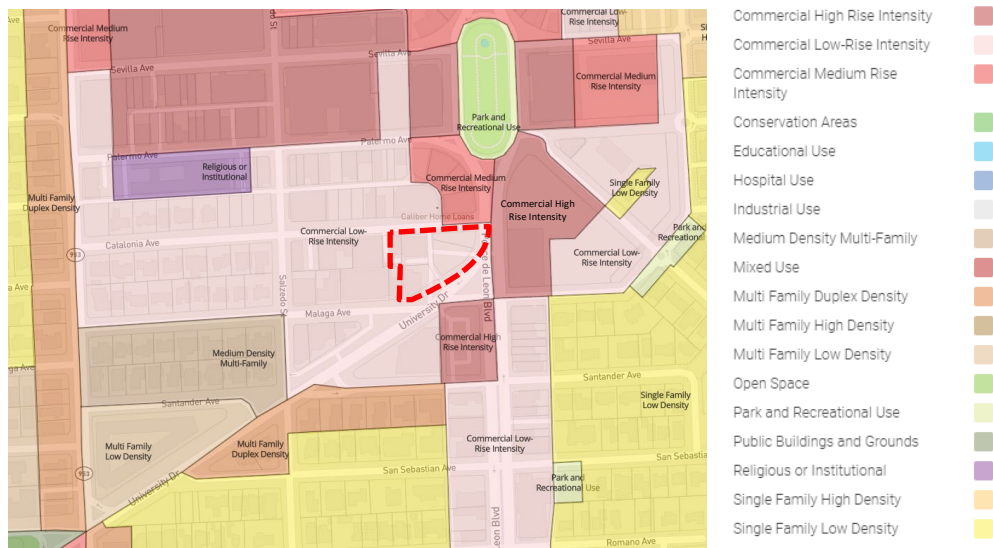 Commercial Medium
Rise Intensity
Sevilla Ave
Sevilla Ave
Commercial Low-
Rise Intensity
Sevilla Ave
Commercial Medium
Rise Intensity
Park and
Recreational Use
Palermo Ave
Palermo Ave
Religious or
Institutional
Commercial Medium
Rise Intensity
Single Family
Low Density
Multi Family
Duplex Density
Commercial High
Rise Intensity
Caliber Home Loans
Catalonia Ave
Commercial Low-
Rise Intensity
Park and
Recreational
953
Commercial Low-
Rise Intensity
Ponce de Leon Blvd
Salzedo St
Malaga Ave
University Dr
Commercial High
Rise Intensity
Medium Density
Multi-Family
Santander Ave
Santander Ave
Single Family
Low Density
Multi Family
Low Density
Multi Family
Duplex Density
Commercial Low-
Rise Intensity
San Sebastian Ave
San Sebastia
953
University Dr
Park and
Recreational Use
Leon Blvd
Romano Ave
Commercial High Rise Intensity
Commercial Low-Rise Intensity
Commercial Medium Rise
Intensity
Conservation Areas
Educational Use
Hospital Use
Industrial Use
Medium Density Multi-Family
Mixed Use
Multi Family Duplex Density
Multi Family High Density
Multi Family Low Density
Open Space
Park and Recreational Use
Public Buildings and Grounds
Religious or Institutional
Single Family High Density
Single Family Low Density